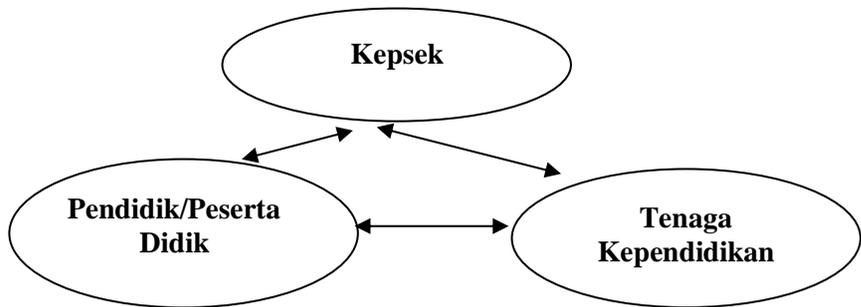 Kepsek
Pendidik/Peserta
Didik
Tenaga
Kependidikan